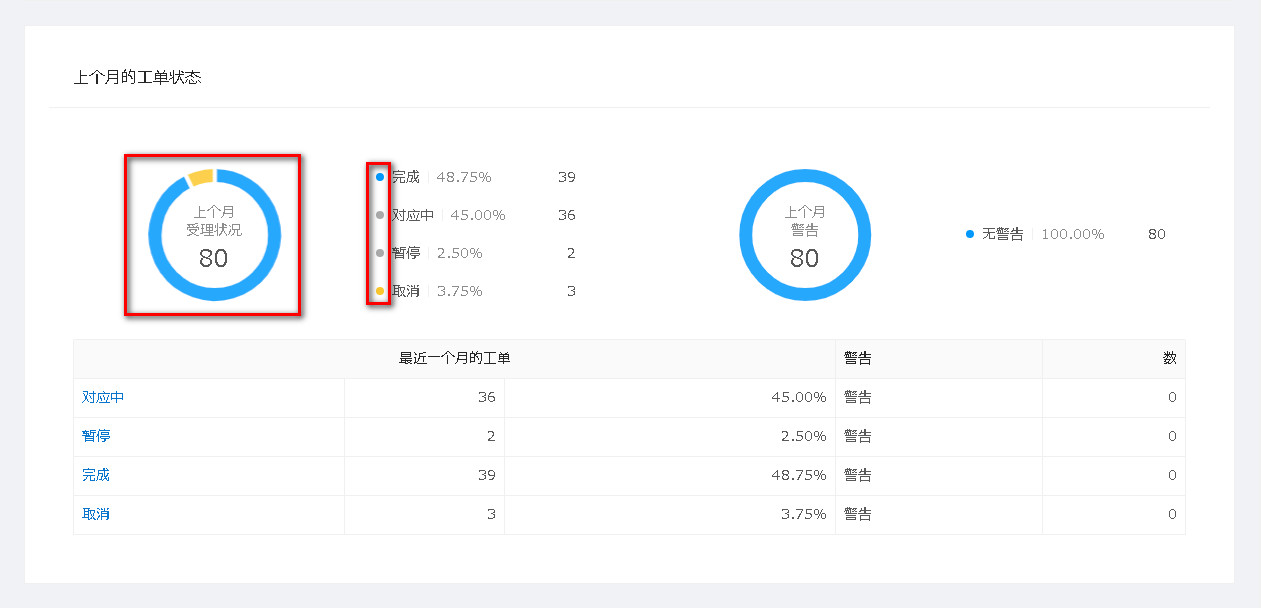 上个月的工单状态
上个月
受理状况
80
完成 48.75% 39
对应中 45.00% 36
暂停 2.50% 2
取消 3.75% 3
上个月
警告
80
无警告 100.00% 80
最近一个月的工单 警告 数
对应中 36 45.00% 警告 0
暂停 2 2.50% 警告 0
完成 39 48.75% 警告 0
取消 3 3.75% 警告 0